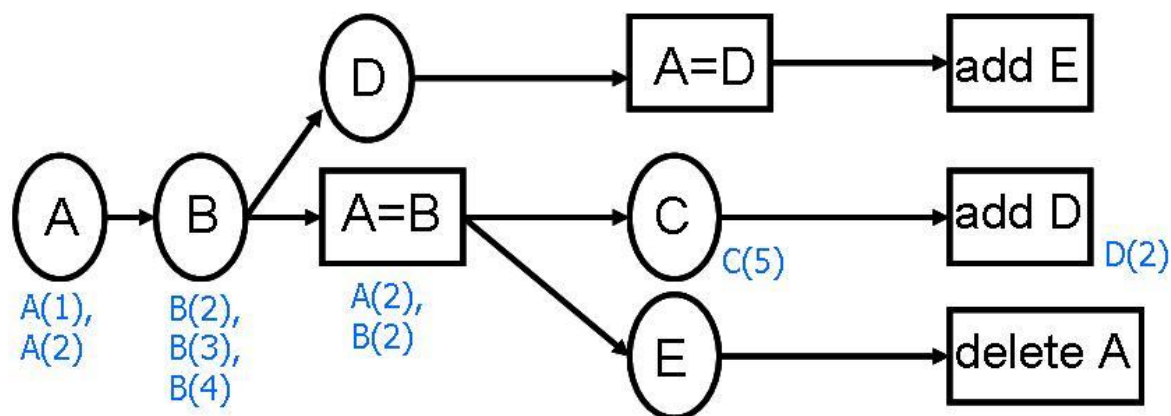 D
A=D
add E
A
B
A=B
C
add D
C(5)
D(2)
A(1),
A(2)
B(2),
B(3),
B(4)
A(2),
B(2)
E
delete A